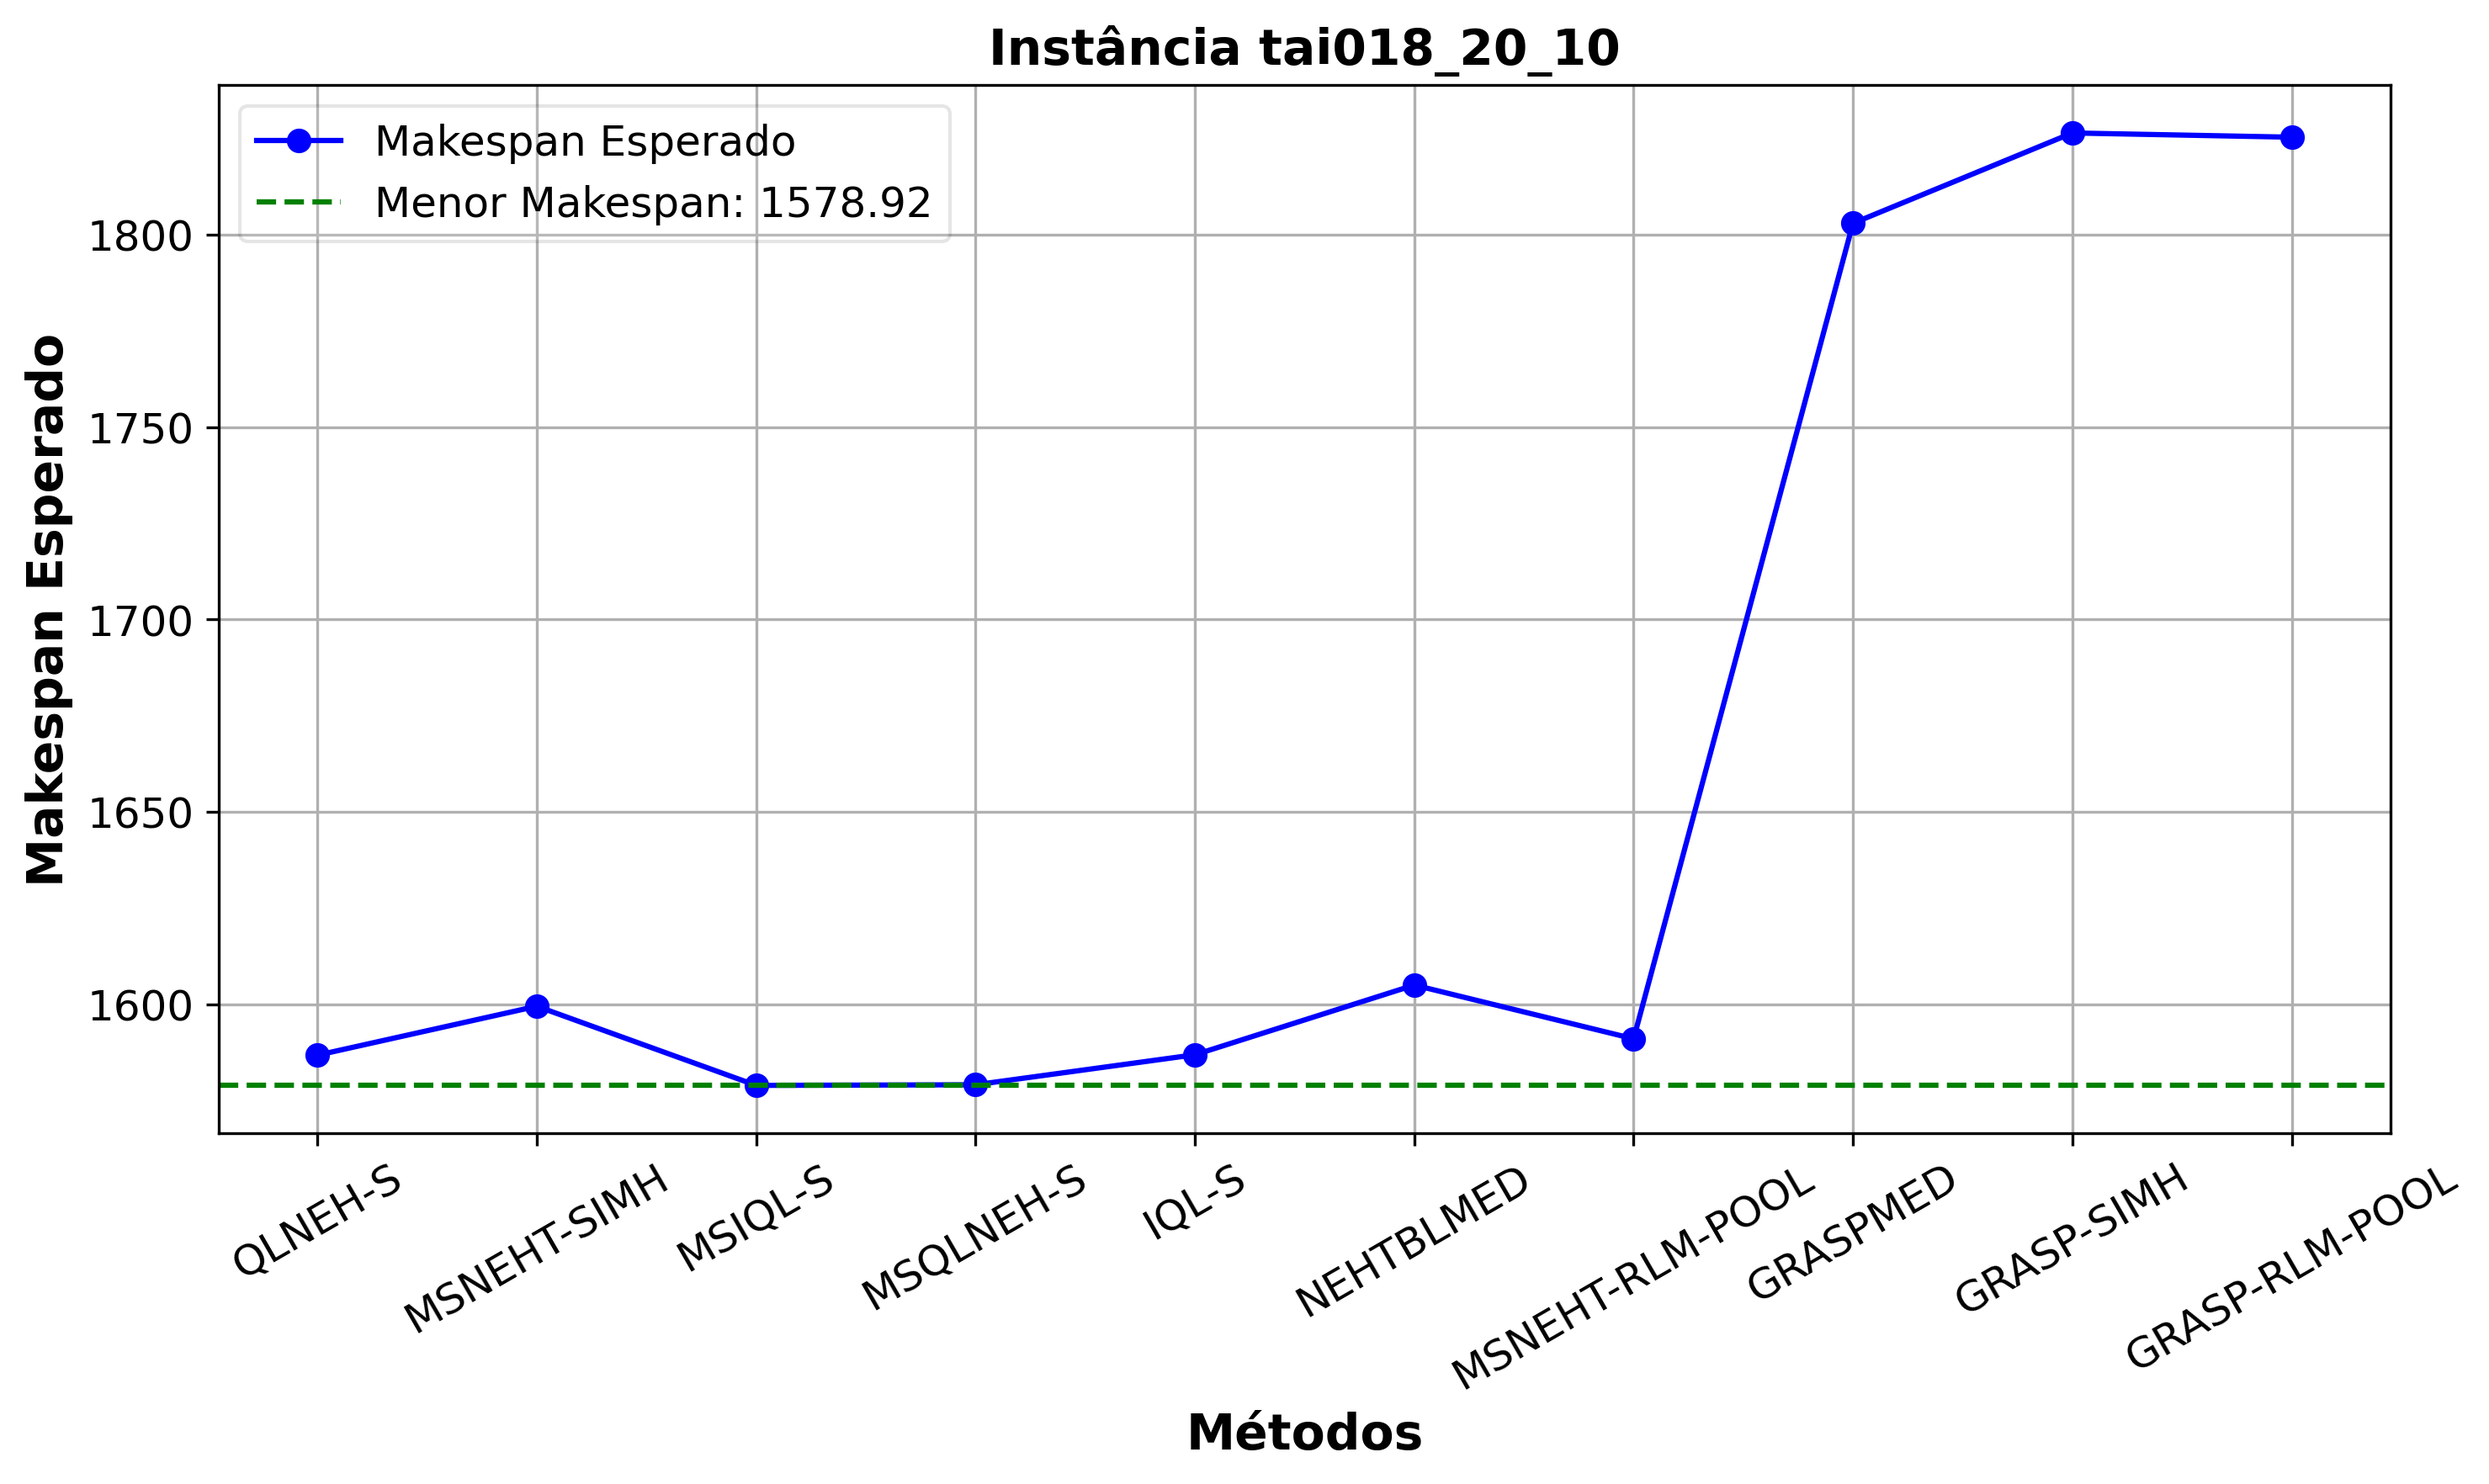 Instância tai018_20_10
Makespan Esperado
Menor Makespan: 1578.92
Makespan Esperado
1800
1750
1700
1650
1600
QLNEH-S
MSNEHT-SIMH
MSIQL-S
MSQLNEH-S
IQL-S
NEHTBLMED
MSNEHT-RLM-POOL
GRASPMED
GRASP-SIMH
GRASP-RLM-POOL
Métodos